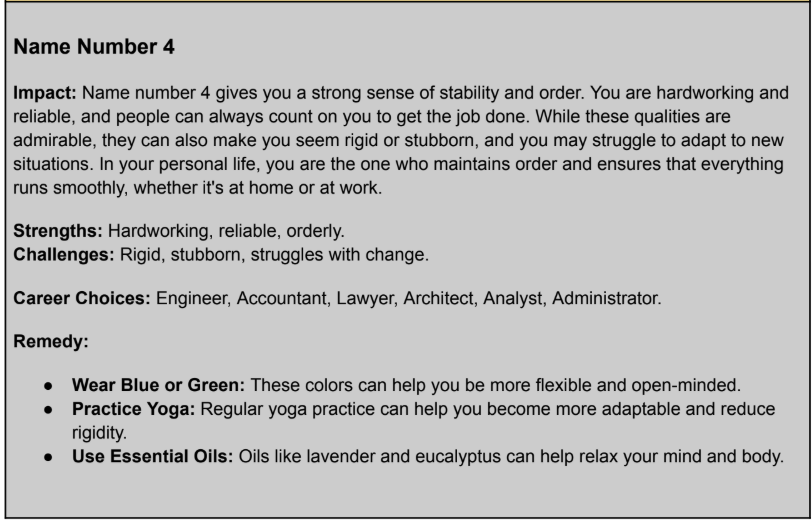 Name Number 4
Impact: Name number 4 gives you a strong sense of stability and order. You are hardworking and
reliable, and people can always count on you to get the job done. While these qualities are
admirable, they can also make you seem rigid or stubborn, and you may struggle to adapt to new
situations. In your personal life, you are the one who maintains order and ensures that everything
runs smoothly, whether it's at home or at work.
Strengths: Hardworking, reliable, orderly.
Challenges: Rigid, stubborn, struggles with change.
Career Choices: Engineer, Accountant, Lawyer, Architect, Analyst, Administrator.
Remedy:
● Wear Blue or Green: These colors can help you be more flexible and open-minded.
● Practice Yoga: Regular yoga practice can help you become more adaptable and reduce
rigidity.
● Use Essential Oils: Oils like lavender and eucalyptus can help relax your mind and body.